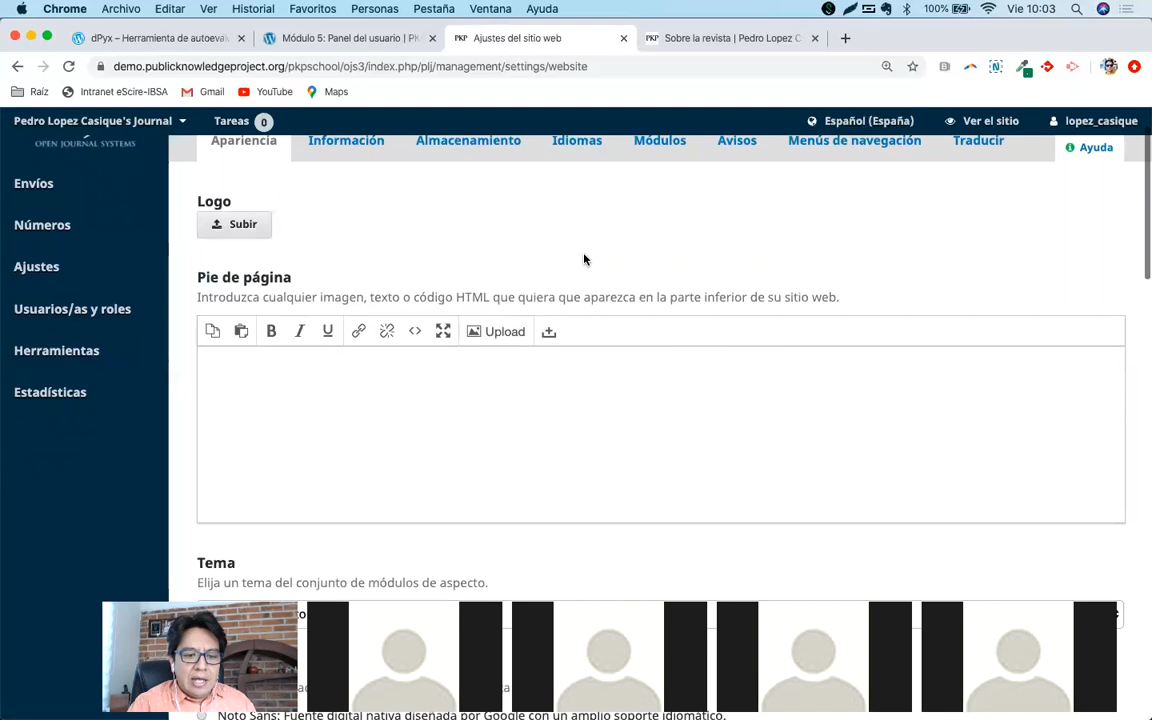 Chrome Archivo Editar Ver Historial Favoritos Personas Pestaña Ventana Ayuda 100% Vie 10:03
dPyx – Herramienta de autoeva Módulo 5: Panel del usuario | PK PKP Ajustes del sitio web PKP Sobre la revista | Pedro Lopez C
demo.publicknowledgeproject.org/pkpschool/ojs3/index.php/plj/management/settings/website
Raíz Intranet eScire-IBSA Gmail YouTube Maps
Pedro Lopez Casique's Journal Tareas 0 Español (España) Ver el sitio lopez_casique
OPEN JOURNAL SYSTEMS
Apariencia Información Almacenamiento Idiomas Módulos Avisos Menús de navegación Traducir
Ayuda
Envíos
Números
Ajustes
Usuarios/as y roles
Herramientas
Estadísticas
Logo
Subir
Pie de página
Introduzca cualquier imagen, texto o código HTML que quiera que aparezca en la parte inferior de su sitio web.
B I U Upload
Tema
Elija un tema del conjunto de módulos de aspecto.
Noto Sans: Fuente digital nativa diseñada por Google con un amplio soporte idiomático.